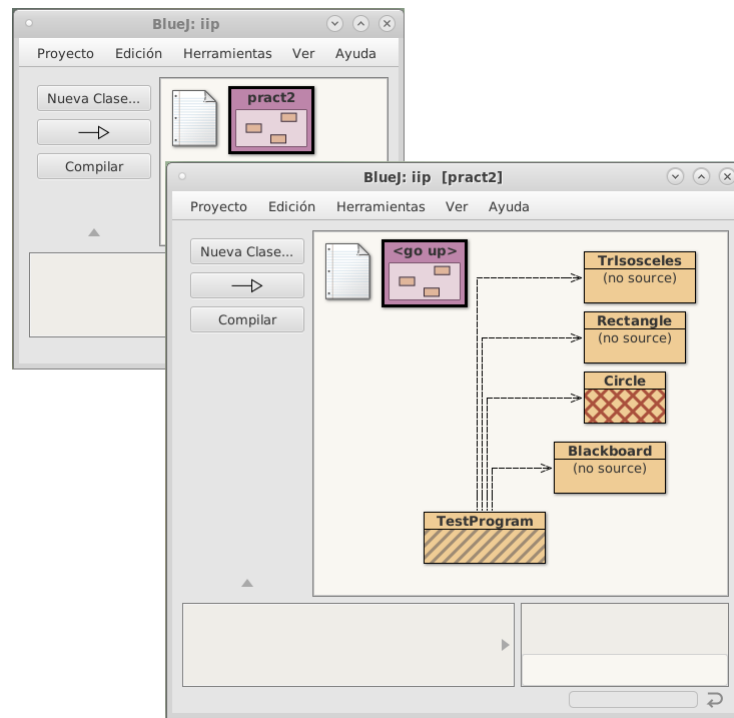 BlueJ: iip
Proyecto Edición Herramientas Ver Ayuda
Nueva Clase...
pract2
Compilar
BlueJ: iip [pract2]
Proyecto Edición Herramientas Ver Ayuda
Nueva Clase...
<go up>
Compilar
TrIsosceles
(no source)
Rectangle
(no source)
Circle
Blackboard
(no source)
TestProgram